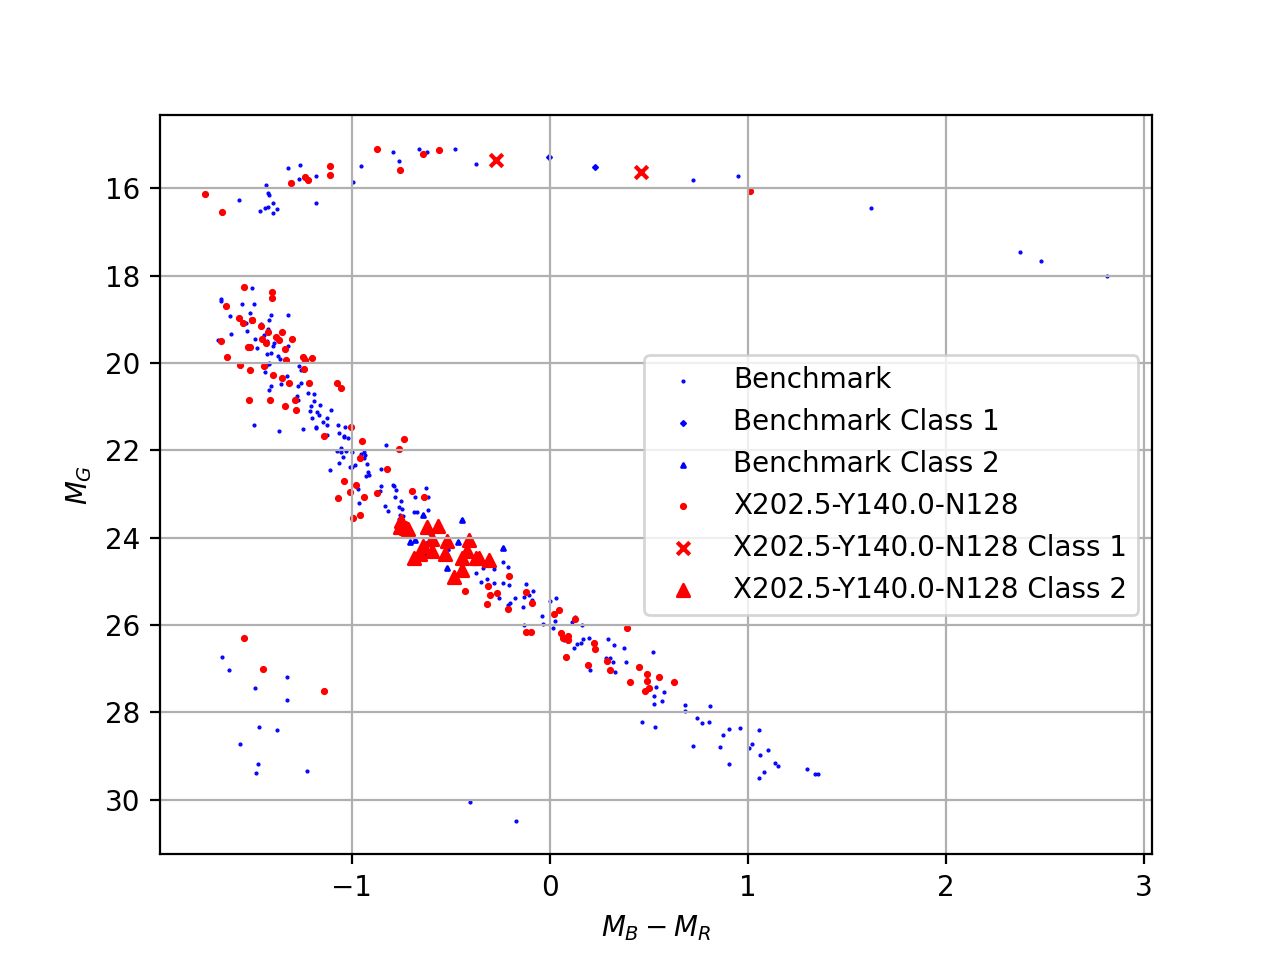 16
18
20
22
24
26
28
30
M_G
−1
0
1
2
3
M_B − M_R
Benchmark
Benchmark Class 1
Benchmark Class 2
X202.5-Y140.0-N128
X202.5-Y140.0-N128 Class 1
X202.5-Y140.0-N128 Class 2